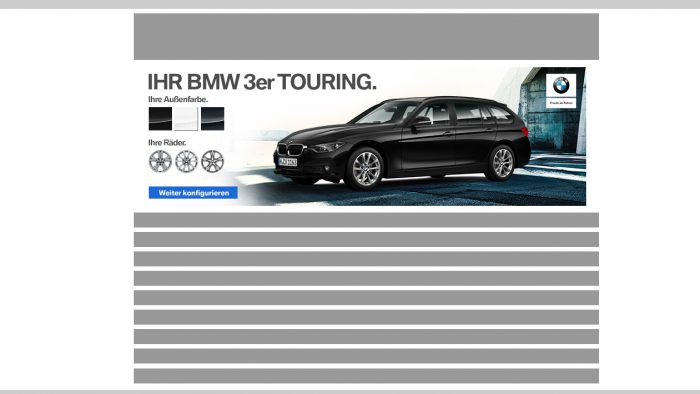 IHR BMW 3er TOURING.
Ihre Außenfarbe.
Ihre Räder.
Weiter konfigurieren